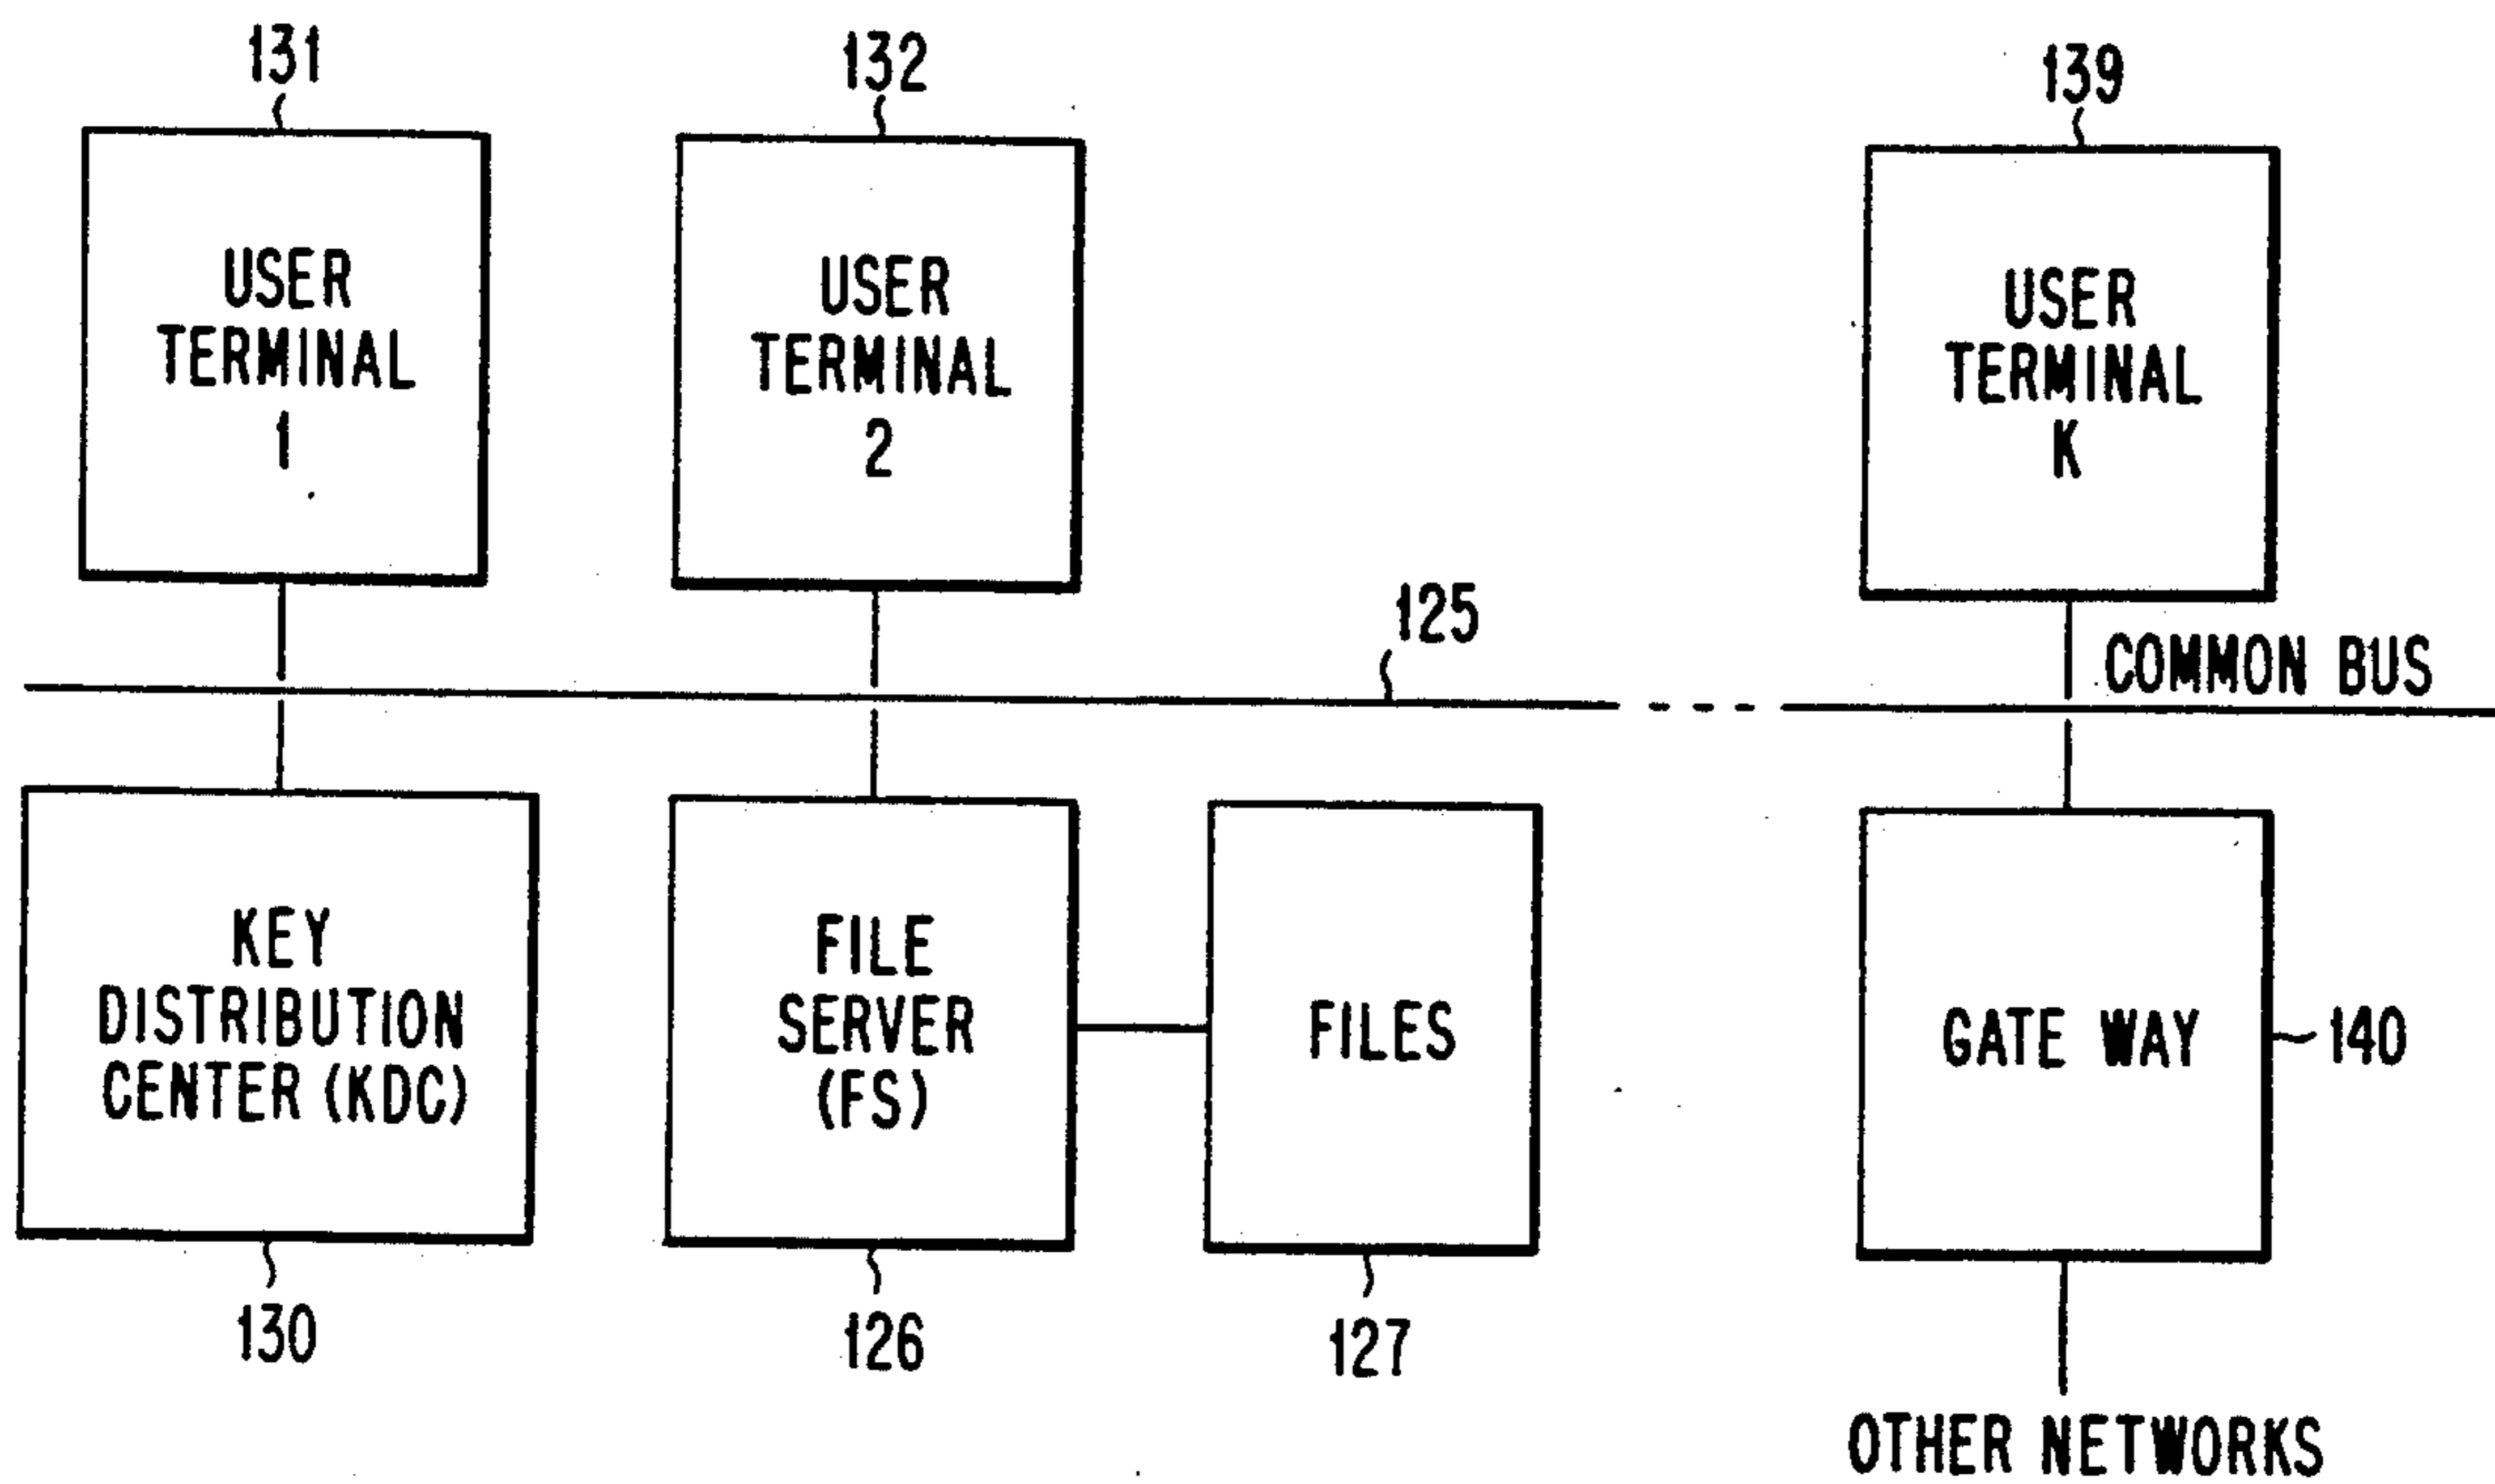 131
132
139
USER
TERMINAL
1
USER
TERMINAL
2
USER
TERMINAL
K
125
COMMON BUS
KEY
DISTRIBUTION
CENTER (KDC)
FILE
SERVER
(FS)
FILES
GATE WAY
140
130
126
127
OTHER NETWORKS